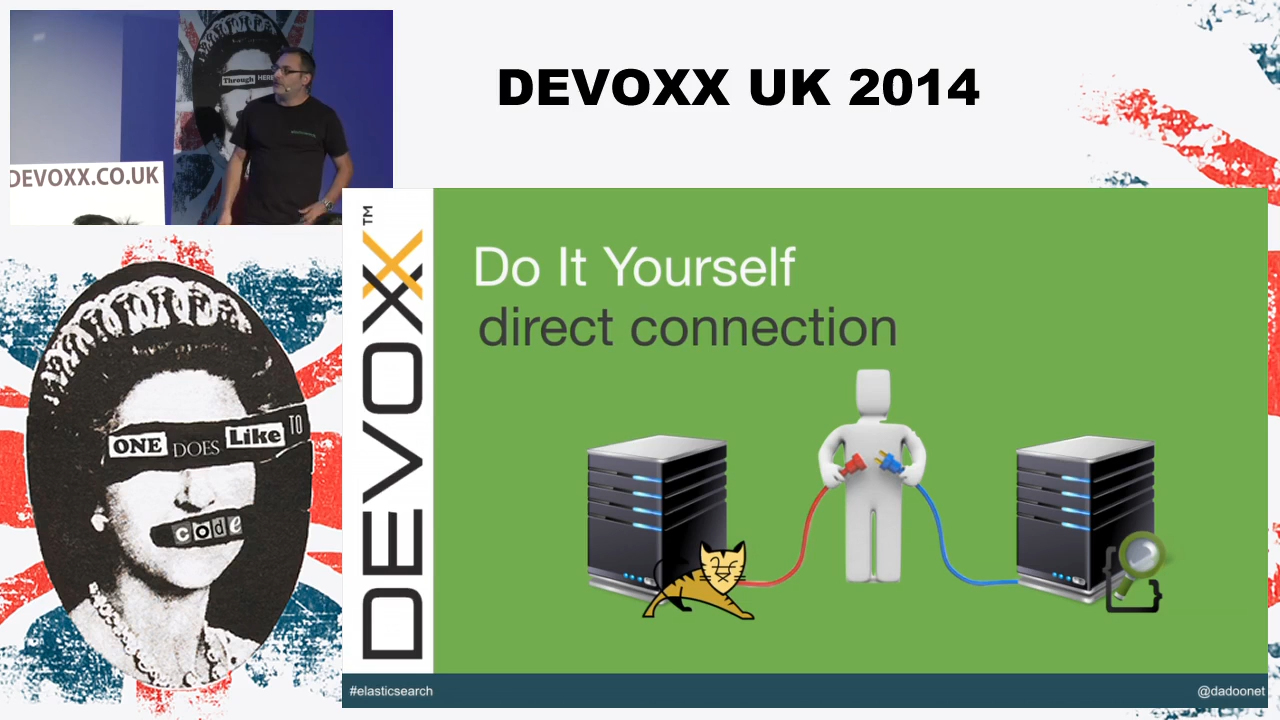 Through HERE
DEVOXX.CO.UK
DEVOXX UK 2014
DEVOXX™
Do It Yourself
direct connection
ONE DOES Like TO
code
#elasticsearch
@dadoonet